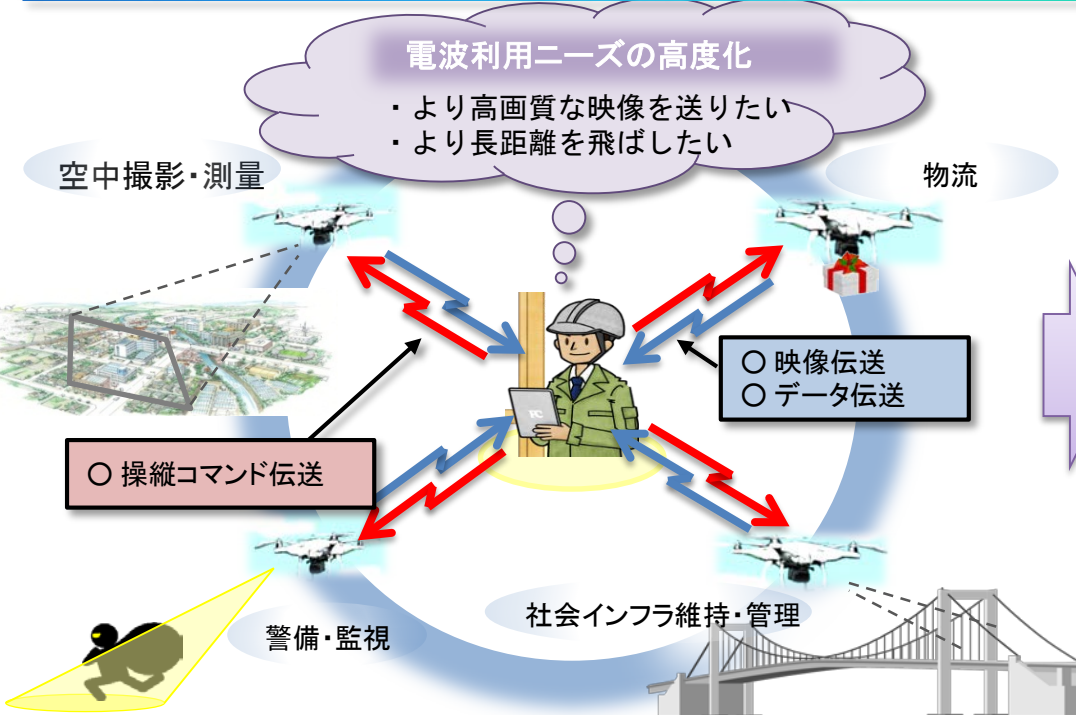 電波利用ニーズの高度化
・より高画質な映像を送りたい
・より長距離を飛ばしたい
空中撮影・測量
物流
〇 映像伝送
〇 データ伝送
〇 操縦コマンド伝送
社会インフラ維持・管理
警備・監視